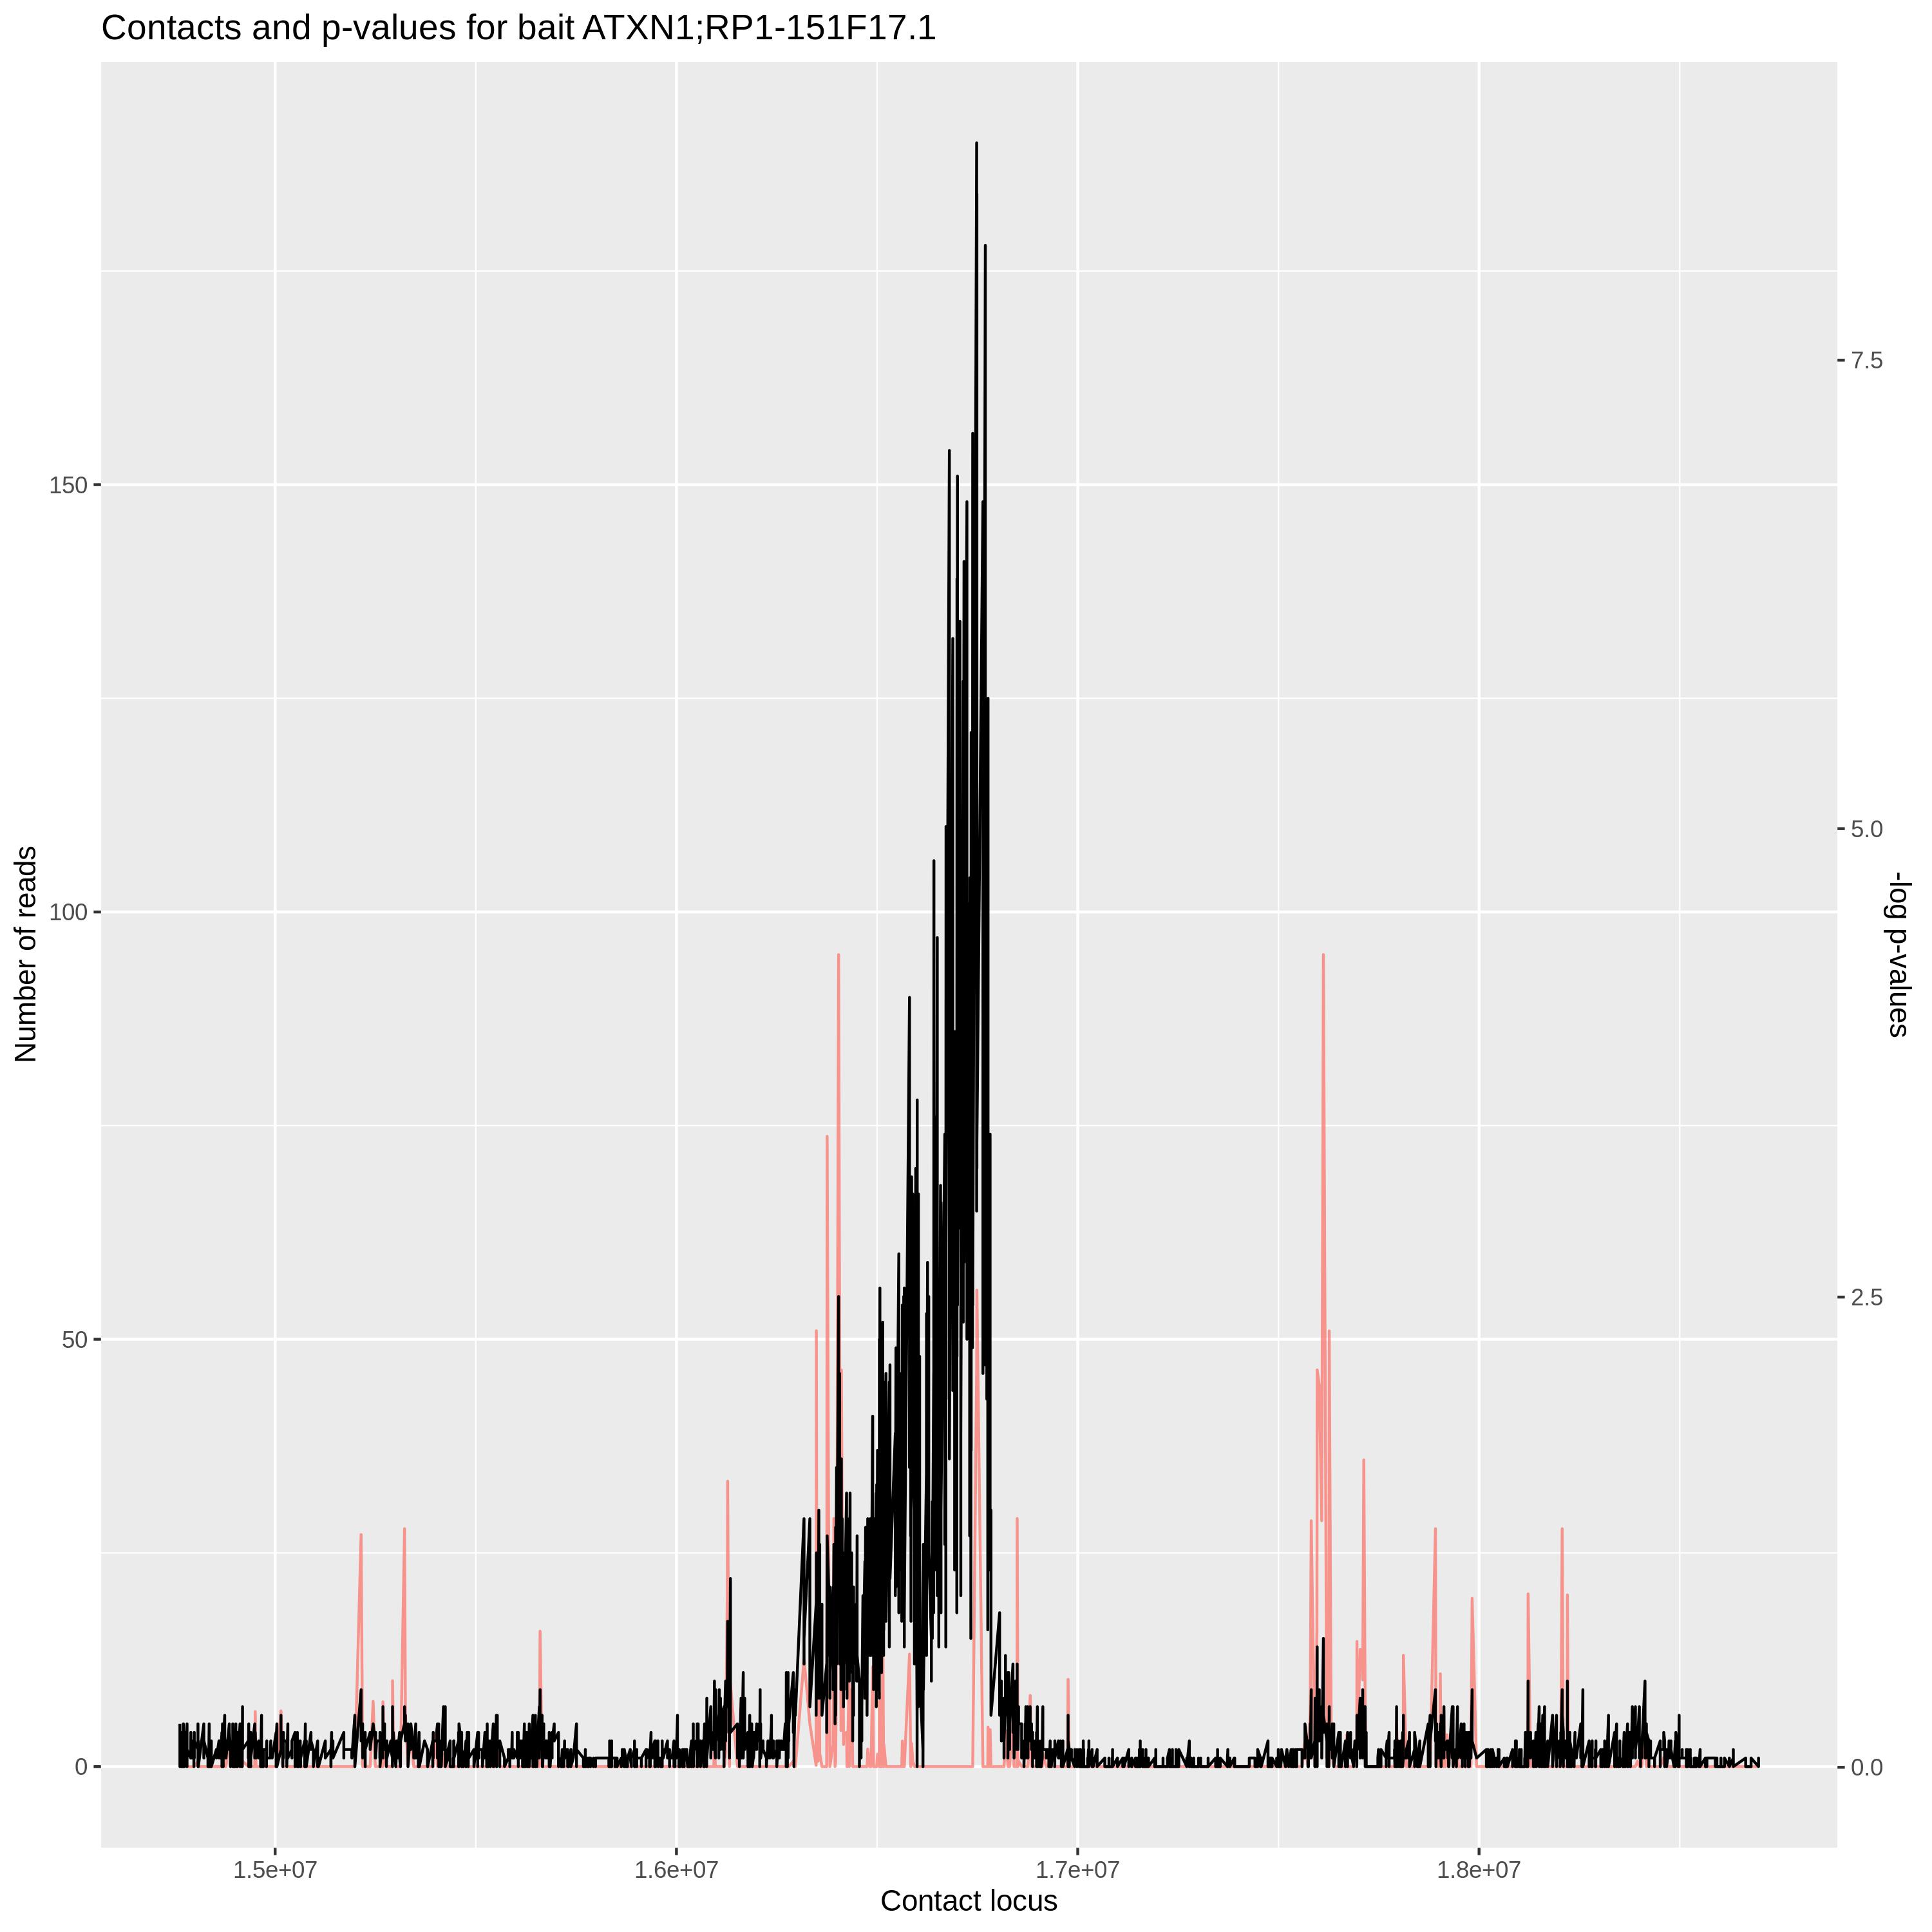 Contacts and p-values for bait ATXN1;RP1-151F17.1
Number of reads
150
100
50
0
7.5
5.0
2.5
0.0
-log p-values
1.5e+07 1.6e+07 1.7e+07 1.8e+07
Contact locus